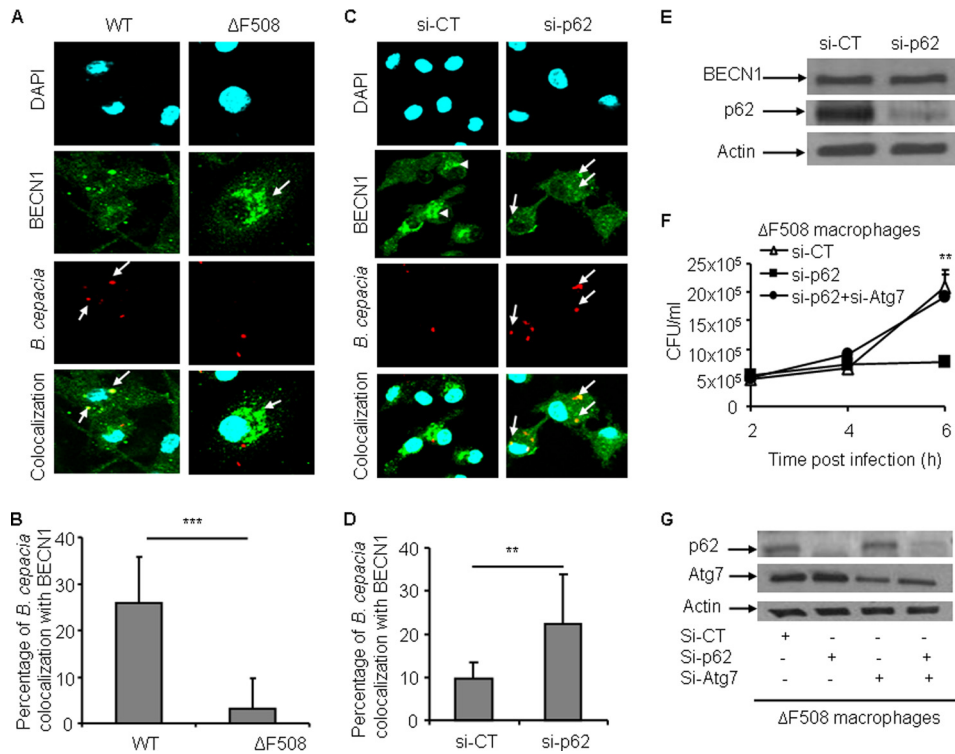 A
WT
ΔF508
DAPI
BECN1
B. cepacia
Colocalization
B
Percentage of B. cepacia
colocalization with BECN1
***
40
30
20
10
0
WT
ΔF508
C
si-CT
si-p62
DAPI
BECN1
B. cepacia
Colocalization
D
Percentage of B. cepacia
colocalization with BECN1
**
40
30
20
10
0
si-CT
si-p62
E
si-CT
si-p62
BECN1
p62
Actin
F
ΔF508 macrophages
si-CT
si-p62
si-p62+si-Atg7
**
CFU/ml
25x10⁵
20x10⁵
15x10⁵
10x10⁵
5x10⁵
0
2 4 6
Time post infection (h)
G
p62
Atg7
Actin
Si-CT + - - -
Si-p62 - + - +
Si-Atg7 - - + +
ΔF508 macrophages